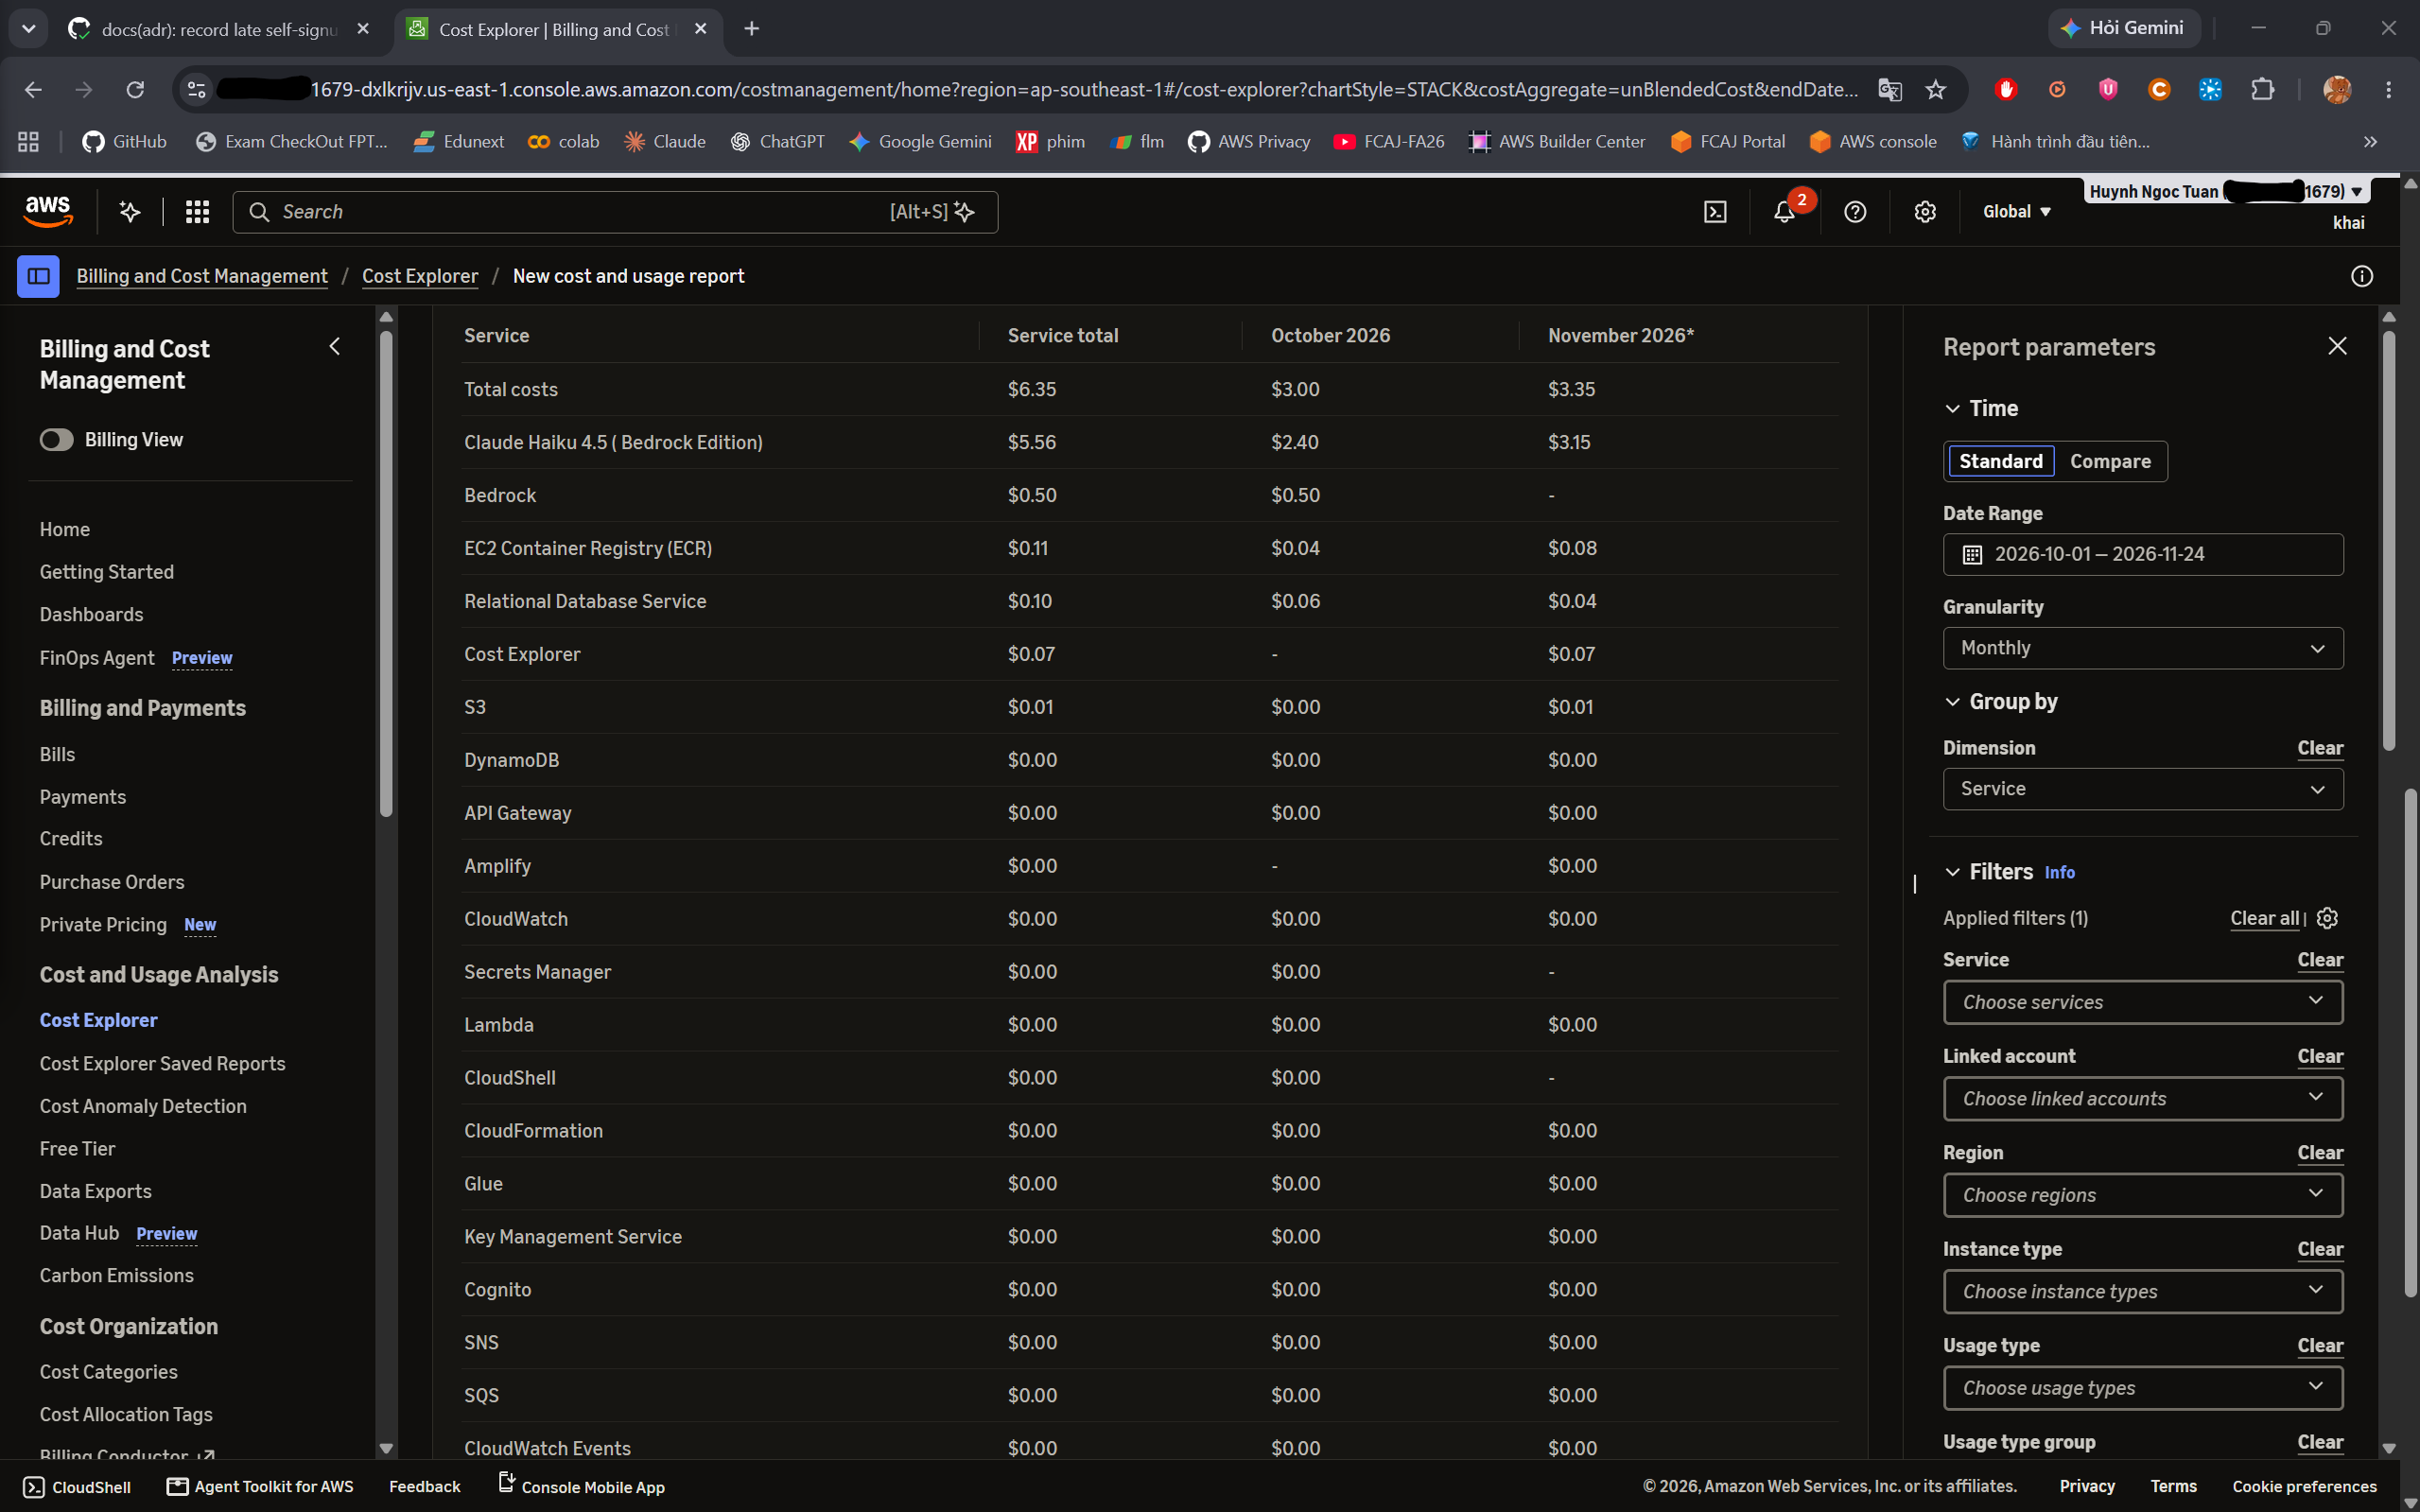 docs(adr): record late self-signu
Cost Explorer | Billing and Cost
Hỏi Gemini
1679-dxlkrijv.us-east-1.console.aws.amazon.com/costmanagement/home?region=ap-southeast-1#/cost-explorer?chartStyle=STACK&costAggregate=unBlendedCost&endDate...
GitHub
Exam CheckOut FPT...
Edunext
colab
Claude
ChatGPT
Google Gemini
XP phim
flm
AWS Privacy
FCAJ-FA26
AWS Builder Center
FCAJ Portal
AWS console
Hành trình đầu tiên...
aws
Search
[Alt+S]
2
Global
Huynh Ngoc Tuan ( 1679)
khai
Billing and Cost Management / Cost Explorer / New cost and usage report
Billing and Cost
Management
Billing View
Home
Getting Started
Dashboards
FinOps Agent Preview
Billing and Payments
Bills
Payments
Credits
Purchase Orders
Private Pricing New
Cost and Usage Analysis
Cost Explorer
Cost Explorer Saved Reports
Cost Anomaly Detection
Free Tier
Data Exports
Data Hub Preview
Carbon Emissions
Cost Organization
Cost Categories
Cost Allocation Tags
Billing Conductor
Service Service total October 2026 November 2026*
Total costs $6.35 $3.00 $3.35
Claude Haiku 4.5 ( Bedrock Edition) $5.56 $2.40 $3.15
Bedrock $0.50 $0.50 -
EC2 Container Registry (ECR) $0.11 $0.04 $0.08
Relational Database Service $0.10 $0.06 $0.04
Cost Explorer $0.07 - $0.07
S3 $0.01 $0.00 $0.01
DynamoDB $0.00 $0.00 $0.00
API Gateway $0.00 $0.00 $0.00
Amplify $0.00 - $0.00
CloudWatch $0.00 $0.00 $0.00
Secrets Manager $0.00 $0.00 -
Lambda $0.00 $0.00 $0.00
CloudShell $0.00 $0.00 -
CloudFormation $0.00 $0.00 $0.00
Glue $0.00 $0.00 $0.00
Key Management Service $0.00 $0.00 $0.00
Cognito $0.00 $0.00 $0.00
SNS $0.00 $0.00 $0.00
SQS $0.00 $0.00 $0.00
CloudWatch Events $0.00 $0.00 $0.00
Report parameters
Time
Standard Compare
Date Range
2026-10-01 — 2026-11-24
Granularity
Monthly
Group by
Dimension Clear
Service
Filters Info
Applied filters (1) Clear all
Service Clear
Choose services
Linked account Clear
Choose linked accounts
Region Clear
Choose regions
Instance type Clear
Choose instance types
Usage type Clear
Choose usage types
Usage type group Clear
CloudShell
Agent Toolkit for AWS
Feedback
Console Mobile App
© 2026, Amazon Web Services, Inc. or its affiliates.
Privacy
Terms
Cookie preferences